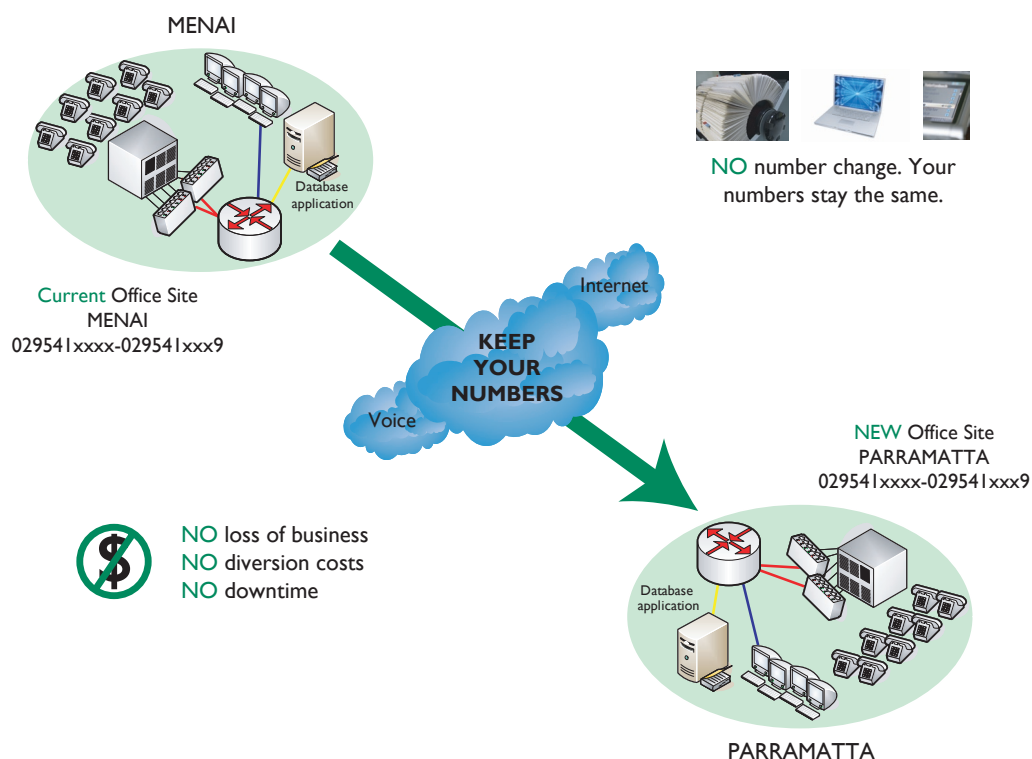 MENAI
Database
application
Current Office Site
MENAI
029541xxxx-029541xxx9
NO number change. Your
numbers stay the same.
Internet
KEEP
YOUR
NUMBERS
Voice
NEW Office Site
PARRAMATTA
029541xxxx-029541xxx9
$
NO loss of business
NO diversion costs
NO downtime
Database
application
PARRAMATTA